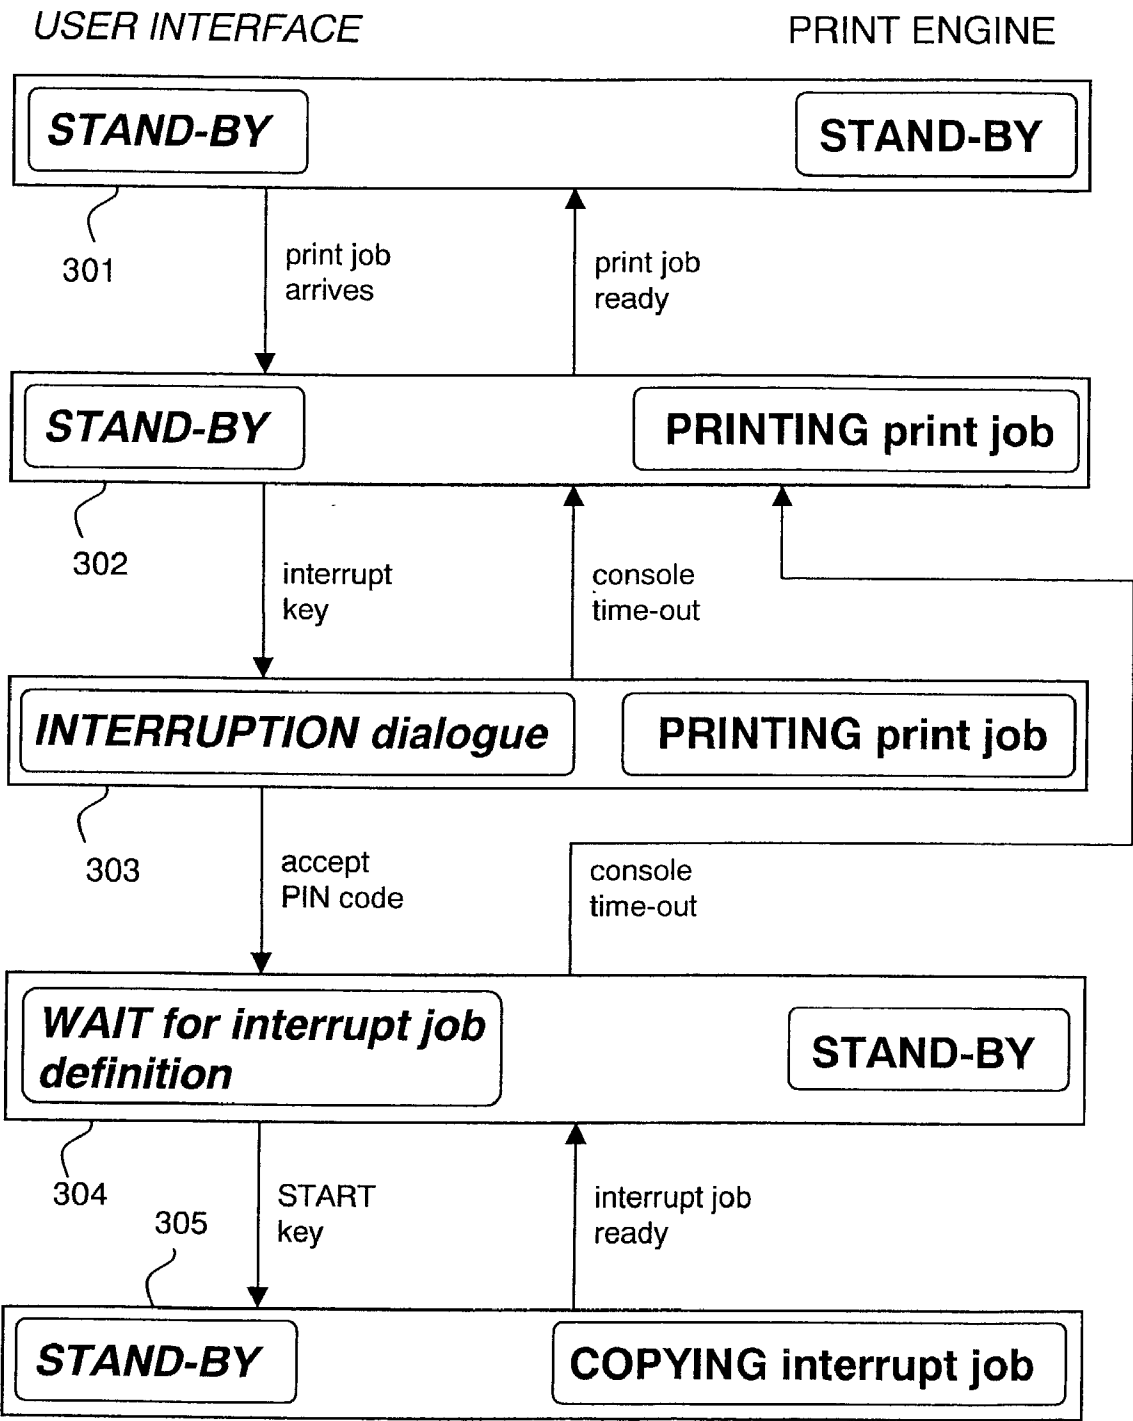 USER INTERFACE
PRINT ENGINE
STAND-BY
STAND-BY
301
print job
arrives
print job
ready
STAND-BY
PRINTING print job
302
interrupt
key
console
time-out
INTERRUPTION dialogue
PRINTING print job
303
accept
PIN code
console
time-out
WAIT for interrupt job
definition
STAND-BY
304
START
key
interrupt job
ready
305
STAND-BY
COPYING interrupt job